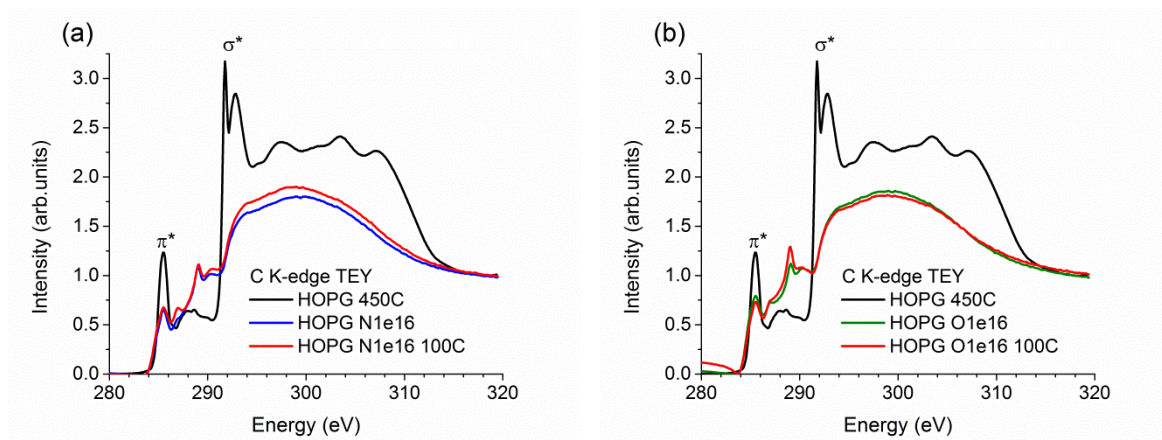 (a)
σ*
π*
3.0
2.5
2.0
1.5
1.0
0.5
0.0
Intensity (arb.units)
C K-edge TEY
HOPG 450C
HOPG N1e16
HOPG N1e16 100C
280 290 300 310 320
Energy (eV)
(b)
σ*
π*
3.0
2.5
2.0
1.5
1.0
0.5
0.0
Intensity (arb.units)
C K-edge TEY
HOPG 450C
HOPG O1e16
HOPG O1e16 100C
280 290 300 310 320
Energy (eV)